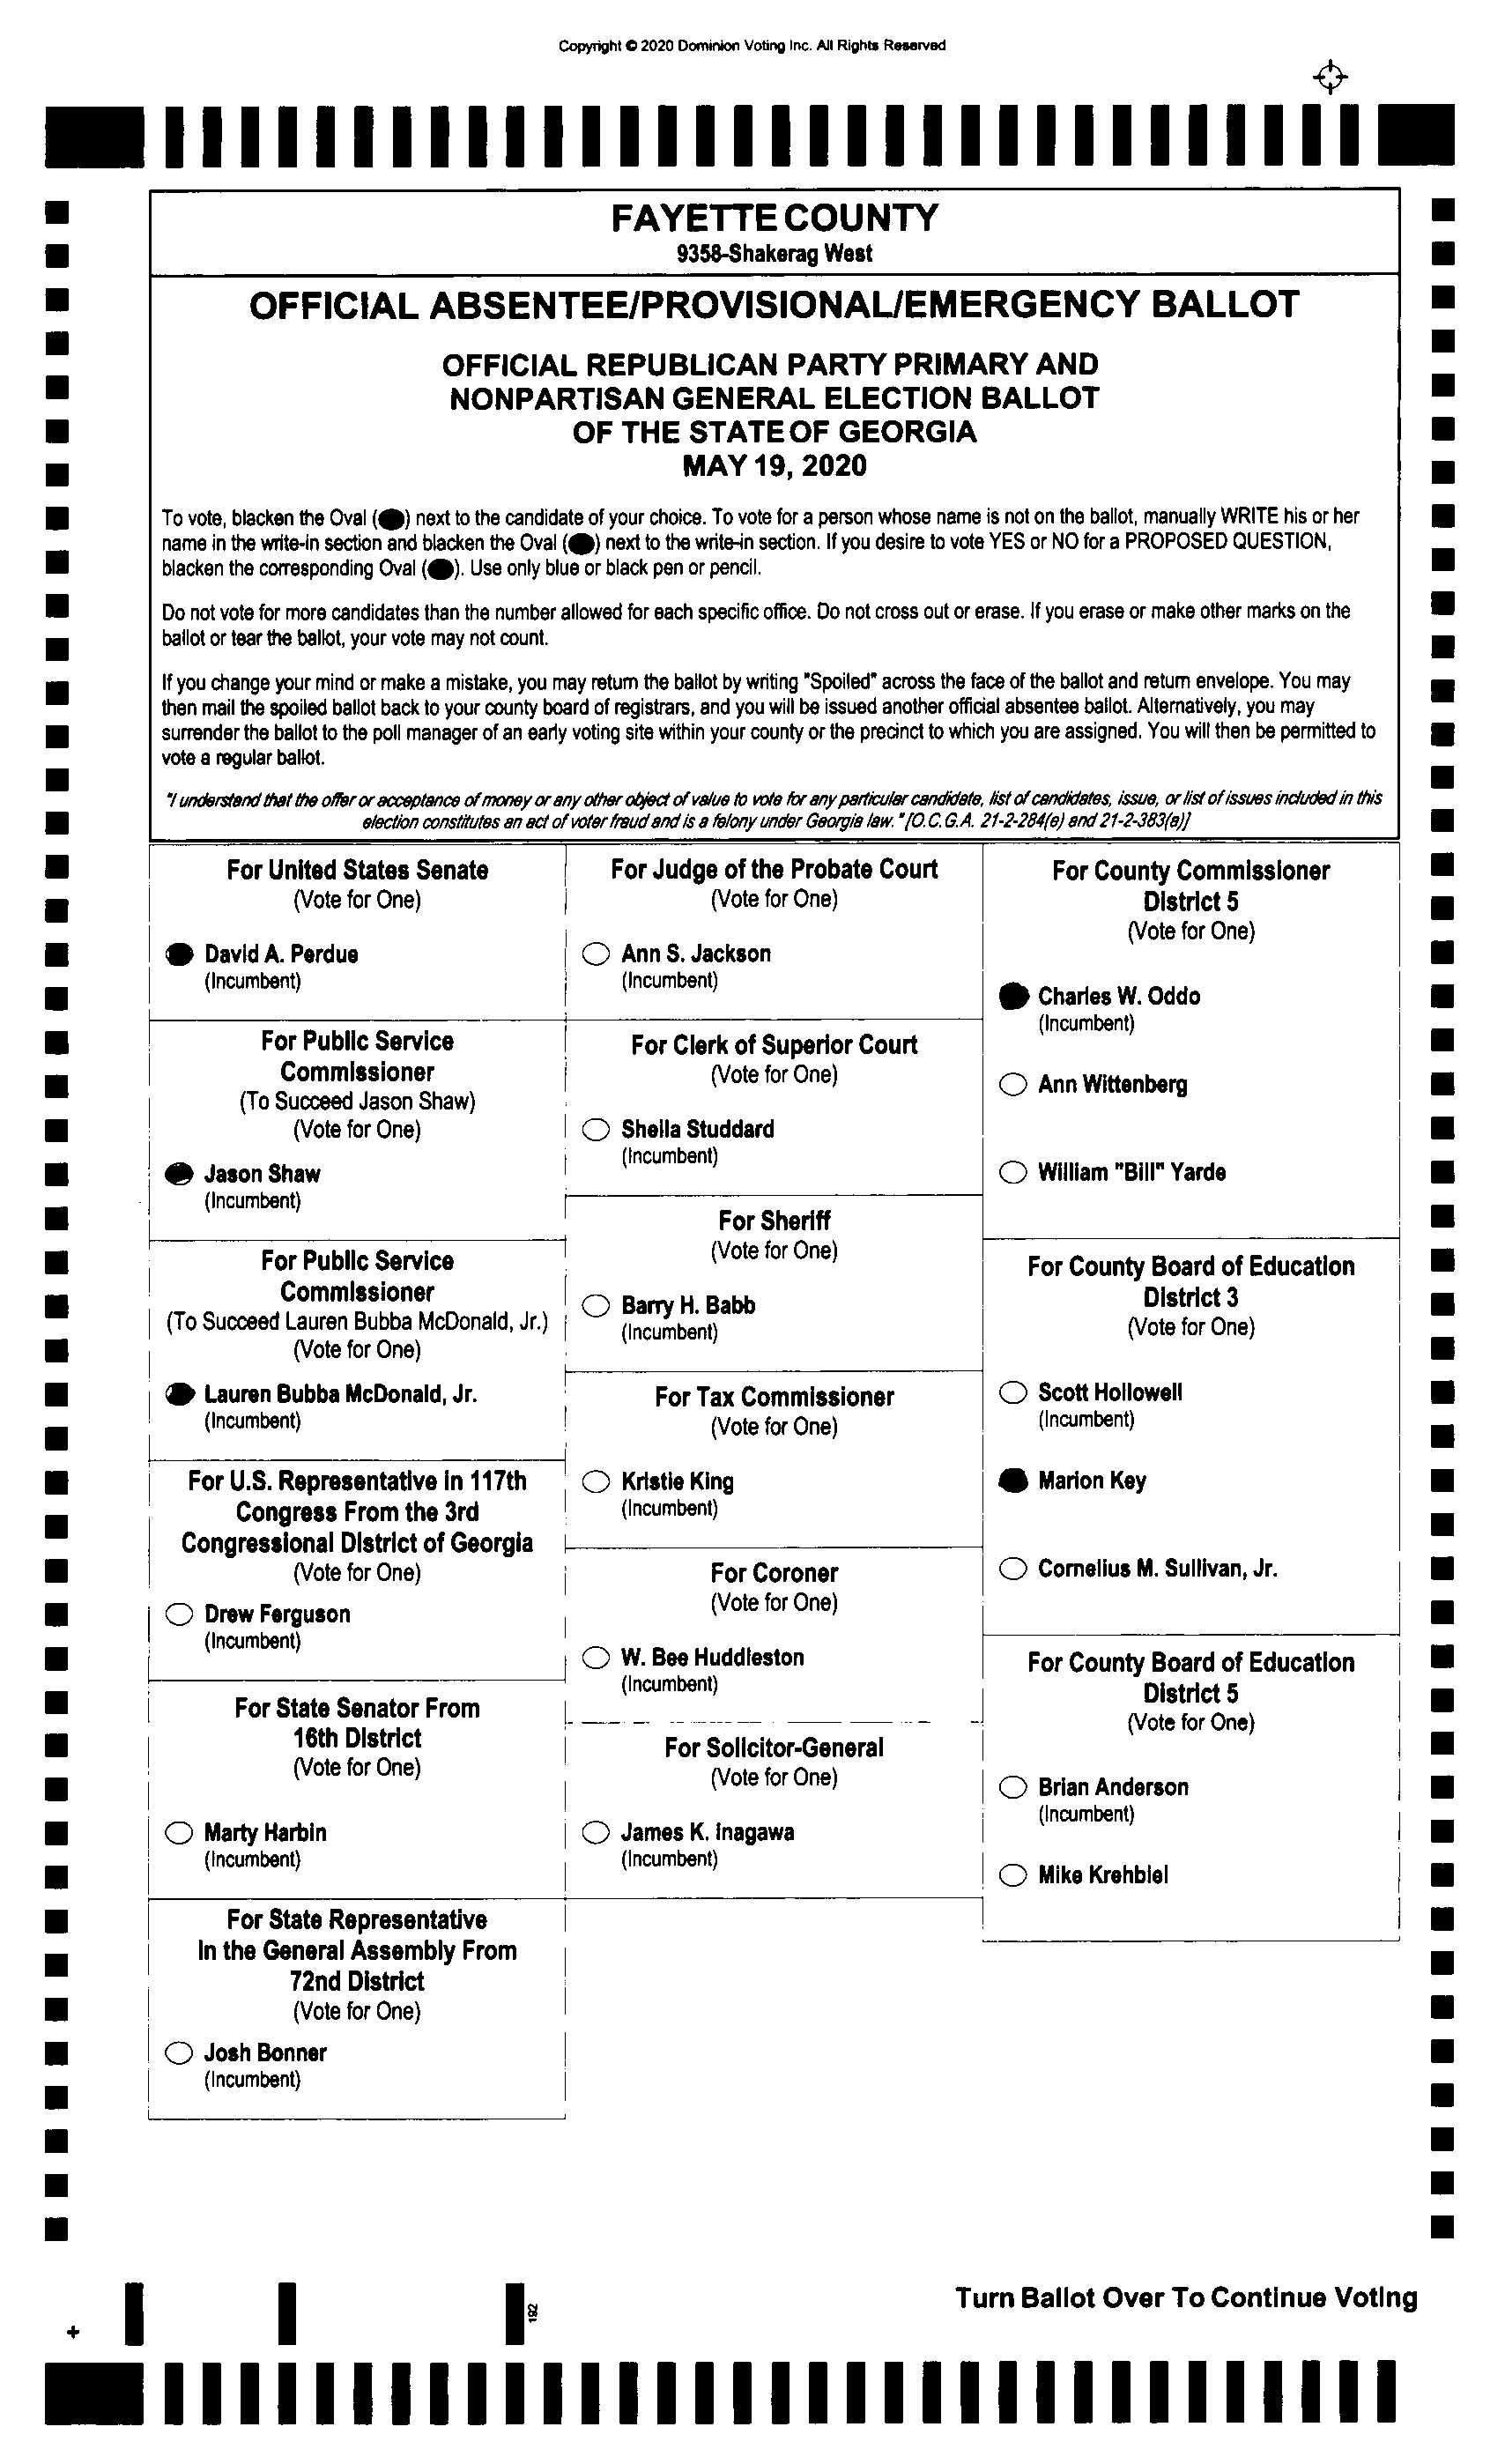 Copyright © 2020 Dominion Voting Inc. All Rights Reserved
FAYETTE COUNTY
9358-Shakerag West
OFFICIAL ABSENTEE/PROVISIONAL/EMERGENCY BALLOT
OFFICIAL REPUBLICAN PARTY PRIMARY AND
NONPARTISAN GENERAL ELECTION BALLOT
OF THE STATE OF GEORGIA
MAY 19, 2020
To vote, blacken the Oval (⬬) next to the candidate of your choice. To vote for a person whose name is not on the ballot, manually WRITE his or her
name in the write-in section and blacken the Oval (⬬) next to the write-in section. If you desire to vote YES or NO for a PROPOSED QUESTION,
blacken the corresponding Oval (⬬). Use only blue or black pen or pencil.
Do not vote for more candidates than the number allowed for each specific office. Do not cross out or erase. If you erase or make other marks on the
ballot or tear the ballot, your vote may not count.
If you change your mind or make a mistake, you may return the ballot by writing "Spoiled" across the face of the ballot and return envelope. You may
then mail the spoiled ballot back to your county board of registrars, and you will be issued another official absentee ballot. Alternatively, you may
surrender the ballot to the poll manager of an early voting site within your county or the precinct to which you are assigned. You will then be permitted to
vote a regular ballot.
"I understand that the offer or acceptance of money or any other object of value to vote for any particular candidate, list of candidates, issue, or list of issues included in this
election constitutes an act of voter fraud and is a felony under Georgia law." [O.C.G.A. 21-2-284(e) and 21-2-383(a)]
For United States Senate
(Vote for One)
David A. Perdue
(Incumbent)
For Public Service
Commissioner
(To Succeed Jason Shaw)
(Vote for One)
Jason Shaw
(Incumbent)
For Public Service
Commissioner
(To Succeed Lauren Bubba McDonald, Jr.)
(Vote for One)
Lauren Bubba McDonald, Jr.
(Incumbent)
For U.S. Representative in 117th
Congress From the 3rd
Congressional District of Georgia
(Vote for One)
Drew Ferguson
(Incumbent)
For State Senator From
16th District
(Vote for One)
Marty Harbin
(Incumbent)
For State Representative
In the General Assembly From
72nd District
(Vote for One)
Josh Bonner
(Incumbent)
For Judge of the Probate Court
(Vote for One)
Ann S. Jackson
(Incumbent)
For Clerk of Superior Court
(Vote for One)
Sheila Studdard
(Incumbent)
For Sheriff
(Vote for One)
Barry H. Babb
(Incumbent)
For Tax Commissioner
(Vote for One)
Kristie King
(Incumbent)
For Coroner
(Vote for One)
W. Bee Huddleston
(Incumbent)
For Solicitor-General
(Vote for One)
James K. Inagawa
(Incumbent)
For County Commissioner
District 5
(Vote for One)
Charles W. Oddo
(Incumbent)
Ann Wittenberg
William "Bill" Yarde
For County Board of Education
District 3
(Vote for One)
Scott Hollowell
(Incumbent)
Marion Key
Cornelius M. Sullivan, Jr.
For County Board of Education
District 5
(Vote for One)
Brian Anderson
(Incumbent)
Mike Krehbiel
Turn Ballot Over To Continue Voting
192
+